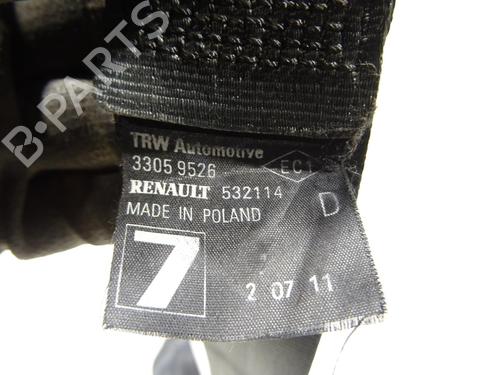 B-PARTS
TRW Automotive
3305 9526
EC1
RENAULT 532114
D
MADE IN POLAND
7
2 07 11